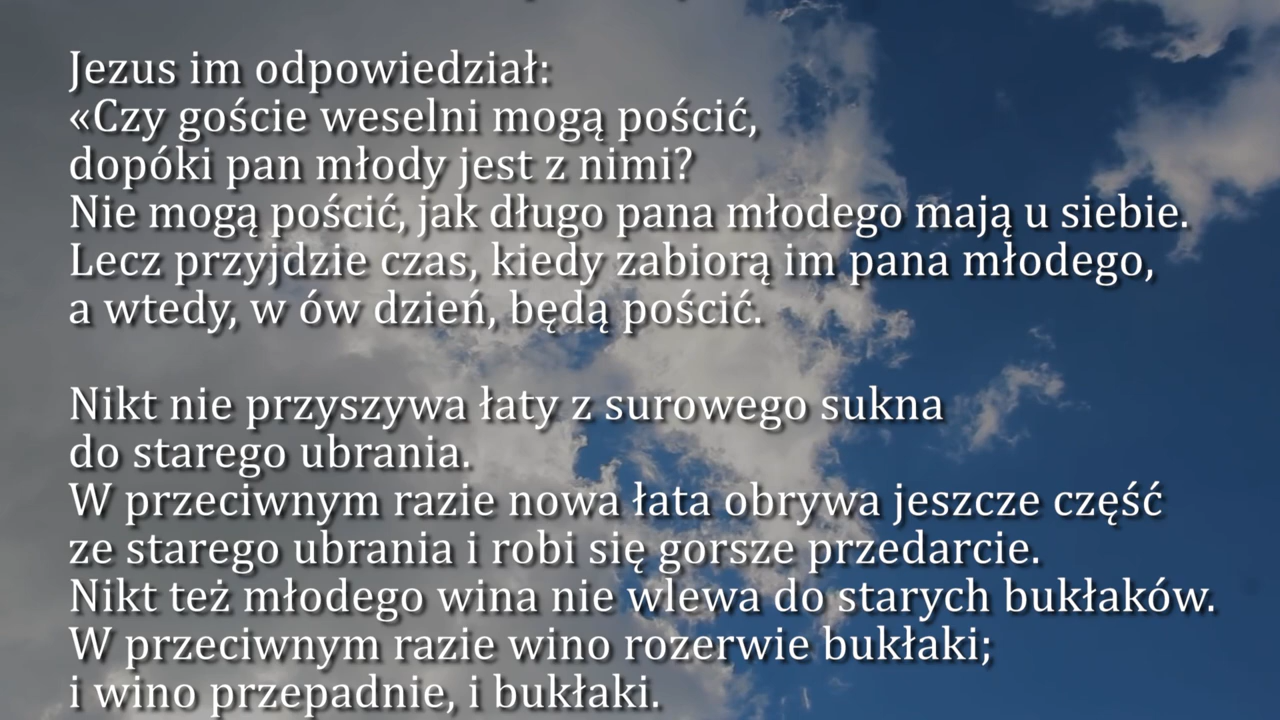 Jezus im odpowiedział:
«Czy goście weselni mogą pościć,
dopóki pan młody jest z nimi?
Nie mogą pościć, jak długo pana młodego mają u siebie.
Lecz przyjdzie czas, kiedy zabiorą im pana młodego,
a wtedy, w ów dzień, będą pościć.
Nikt nie przyszywa łaty z surowego sukna
do starego ubrania.
W przeciwnym razie nowa łata obrywa jeszcze część
ze starego ubrania i robi się gorsze przedarcie.
Nikt też młodego wina nie wlewa do starych bukłaków.
W przeciwnym razie wino rozerwie bukłaki;
i wino przepadnie, i bukłaki.